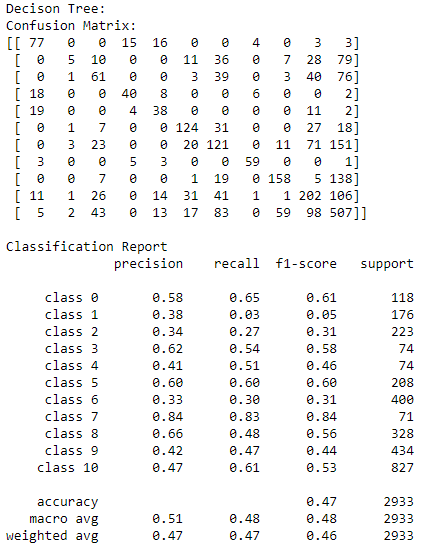 Decison Tree:
Confusion Matrix:
[[ 77 0 0 15 16 0 0 4 0 3 3]
[ 0 5 10 0 0 11 36 0 7 28 79]
[ 0 1 61 0 0 3 39 0 3 40 76]
[ 18 0 0 40 8 0 0 6 0 0 2]
[ 19 0 0 4 38 0 0 0 0 11 2]
[ 0 1 7 0 0 124 31 0 0 27 18]
[ 0 3 23 0 0 20 121 0 11 71 151]
[ 3 0 0 5 3 0 0 59 0 0 1]
[ 0 0 7 0 0 1 19 0 158 5 138]
[ 11 1 26 0 14 31 41 1 1 202 106]
[ 5 2 43 0 13 17 83 0 59 98 507]]
Classification Report
precision recall f1-score support
class 0 0.58 0.65 0.61 118
class 1 0.38 0.03 0.05 176
class 2 0.34 0.27 0.31 223
class 3 0.62 0.54 0.58 74
class 4 0.41 0.51 0.46 74
class 5 0.60 0.60 0.60 208
class 6 0.33 0.30 0.31 400
class 7 0.84 0.83 0.84 71
class 8 0.66 0.48 0.56 328
class 9 0.42 0.47 0.44 434
class 10 0.47 0.61 0.53 827
accuracy 0.47 2933
macro avg 0.51 0.48 0.48 2933
weighted avg 0.47 0.47 0.46 2933